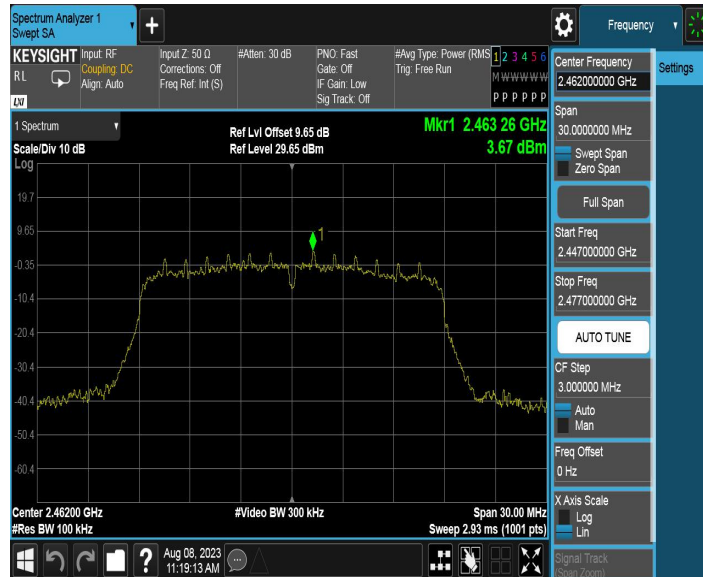 Spectrum Analyzer 1
Swept SA
+
Frequency
KEYSIGHT
RL
LXI
Input: RF
Coupling: DC
Align: Auto
Input Z: 50 Ω
Corrections: Off
Freq Ref: Int (S)
#Atten: 30 dB
PNO: Fast
Gate: Off
IF Gain: Low
Sig Track: Off
#Avg Type: Power (RMS
Trig: Free Run
1 2 3 4 5 6
M W W W W W
P P P P P P
Center Frequency
2.462000000 GHz
Settings
Span
30.0000000 MHz
Swept Span
Zero Span
Full Span
Start Freq
2.447000000 GHz
Stop Freq
2.477000000 GHz
AUTO TUNE
CF Step
3.000000 MHz
Auto
Man
Freq Offset
0 Hz
X Axis Scale
Log
Lin
Signal Track
(Span Zoom)
1 Spectrum
Scale/Div 10 dB
Log
Ref Lvl Offset 9.65 dB
Ref Level 29.65 dBm
Mkr1 2.463 26 GHz
3.67 dBm
19.7
9.65
-0.35
-10.4
-20.4
-30.4
-40.4
-50.4
-60.4
1
Center 2.46200 GHz
#Res BW 100 kHz
#Video BW 300 kHz
Span 30.00 MHz
Sweep 2.93 ms (1001 pts)
?
Aug 08, 2023
11:19:13 AM